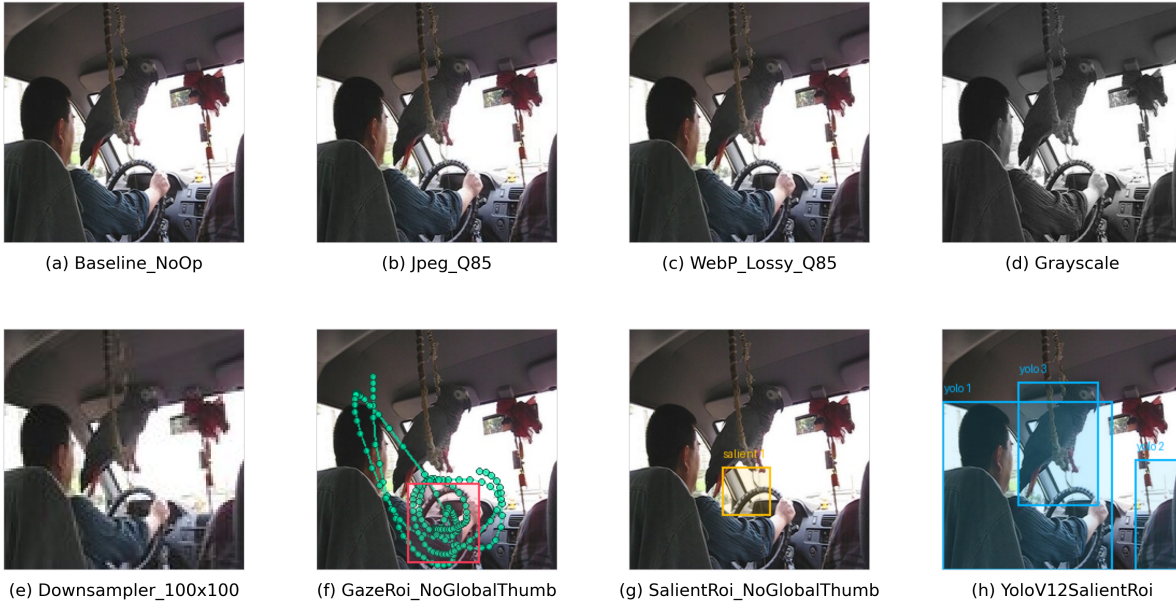 (a) Baseline_NoOp
(b) Jpeg_Q85
(c) WebP_Lossy_Q85
(d) Grayscale
yolo 3
yolo 1
salient 1
yolo 2
(e) Downsampler_100x100
(f) GazeRoi_NoGlobalThumb
(g) SalientRoi_NoGlobalThumb
(h) YoloV12SalientRoi